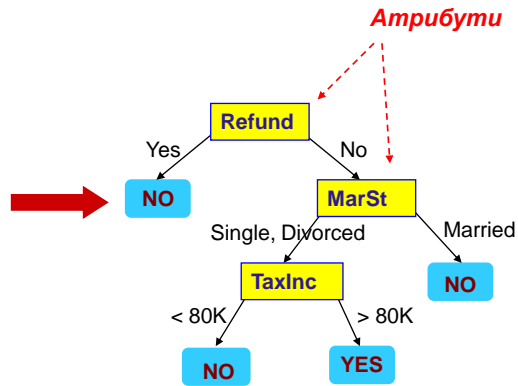 Атрибути
Refund
Yes
No
NO
MarSt
Single, Divorced
Married
TaxInc
NO
< 80K
> 80K
NO
YES